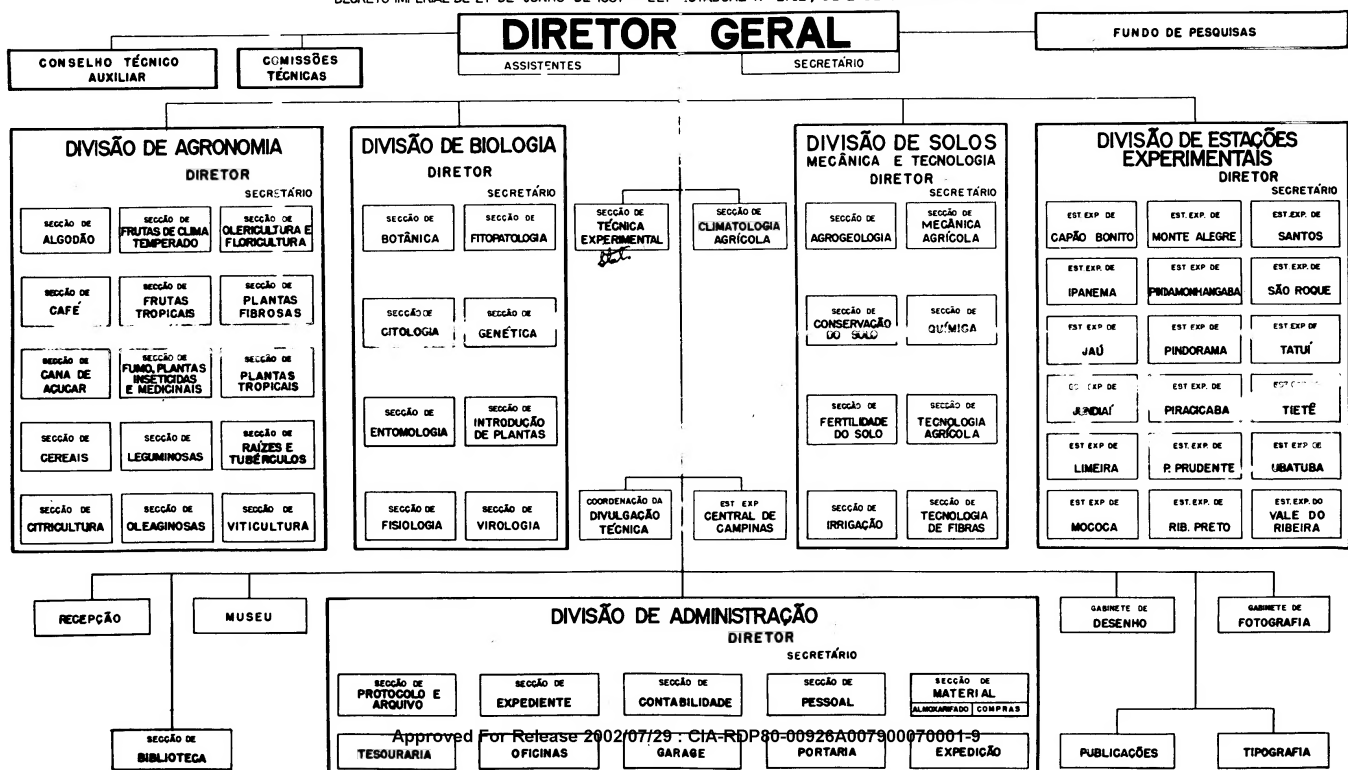 DIRETOR GERAL
ASSISTENTES
SECRETÁRIO
CONSELHO TÉCNICO
AUXILIAR
COMISSÕES
TÉCNICAS
FUNDO DE PESQUISAS
DIVISÃO DE AGRONOMIA
DIRETOR
SECRETÁRIO
SECCÃO DE
ALGODÃO
SECCÃO DE
FRUTAS DE CLIMA
TEMPERADO
SECCÃO DE
OLERICULTURA E
FLORICULTURA
SECCÃO DE
CAFÉ
SECCÃO DE
FRUTAS
TROPICAIS
SECCÃO DE
PLANTAS
FIBROSAS
SECCÃO DE
CANA DE
AÇUCAR
SECCÃO DE
FUMO, PLANTAS
INSETICIDAS
E MEDICINAIS
SECCÃO DE
PLANTAS
TROPICAIS
SECCÃO DE
CEREAIS
SECCÃO DE
LEGUMINOSAS
SECCÃO DE
RAÍZES E
TUBÉRCULOS
SECCÃO DE
CITRICULTURA
SECCÃO DE
OLEAGINOSAS
SECCÃO DE
VITICULTURA
DIVISÃO DE BIOLOGIA
DIRETOR
SECRETÁRIO
SECCÃO DE
BOTÂNICA
SECCÃO DE
FITOPATOLOGIA
SECCÃO DE
CITOLOGIA
SECCÃO DE
GENÉTICA
SECCÃO DE
ENTOMOLOGIA
SECCÃO DE
INTRODUÇÃO
DE PLANTAS
SECCÃO DE
FISIOLOGIA
SECCÃO DE
VIROLOGIA
SECCÃO DE
TÉCNICA
EXPERIMENTAL
Stat.
SECCÃO DE
CLIMATOLOGIA
AGRÍCOLA
COORDENAÇÃO DA
DIVULGAÇÃO
TÉCNICA
EST EXP
CENTRAL DE
CAMPINAS
DIVISÃO DE SOLOS
MECÂNICA E TECNOLOGIA
DIRETOR
SECRETÁRIO
SECCÃO DE
AGROGEOLOGIA
SECCÃO DE
MECÂNICA
AGRÍCOLA
SECCÃO DE
CONSERVAÇÃO
DO SOLO
SECCÃO DE
QUÍMICA
SECCÃO DE
FERTILIDADE
DO SOLO
SECCÃO DE
TECNOLOGIA
AGRÍCOLA
SECCÃO DE
IRRIGAÇÃO
SECCÃO DE
TECNOLOGIA
DE FIBRAS
DIVISÃO DE ESTAÇÕES
EXPERIMENTAIS
DIRETOR
SECRETÁRIO
EST. EXP. DE
CAPÃO BONITO
EST. EXP. DE
MONTE ALEGRE
EST. EXP. DE
SANTOS
EST. EXP. DE
IPANEMA
EST EXP DE
PINDAMONHANGABA
EST. EXP. DE
SÃO ROQUE
EST EXP DE
JAÚ
EST EXP. DE
PINDORAMA
EST EXP DE
TATUÍ
EXP DE
JUNDIAÍ
EST EXP. DE
PIRACICABA
EST
TIETÊ
EST EXP DE
LIMEIRA
EST. EXP. DE
P. PRUDENTE
EST EXP DE
UBATUBA
EST EXP DE
MOCOCA
EST. EXP. DE
RIB. PRETO
EST. EXP. DO
VALE DO
RIBEIRA
RECEPÇÃO
MUSEU
SECCÃO DE
BIBLIOTECA
DIVISÃO DE ADMINISTRAÇÃO
DIRETOR
SECRETÁRIO
SECCÃO DE
PROTOCOLO E
ARQUIVO
SECCÃO DE
EXPEDIENTE
SECCÃO DE
CONTABILIDADE
SECCÃO DE
PESSOAL
SECCÃO DE
MATERIAL
ALMOXARIFADO COMPRAS
TESOURARIA
OFICINAS
GARAGE
PORTARIA
EXPEDIÇÃO
GABINETE DE
DESENHO
GABINETE DE
FOTOGRAFIA
PUBLICAÇÕES
TIPOGRAFIA
Approved For Release 2002/07/29 : CIA-RDP80-00926A007900070001-9